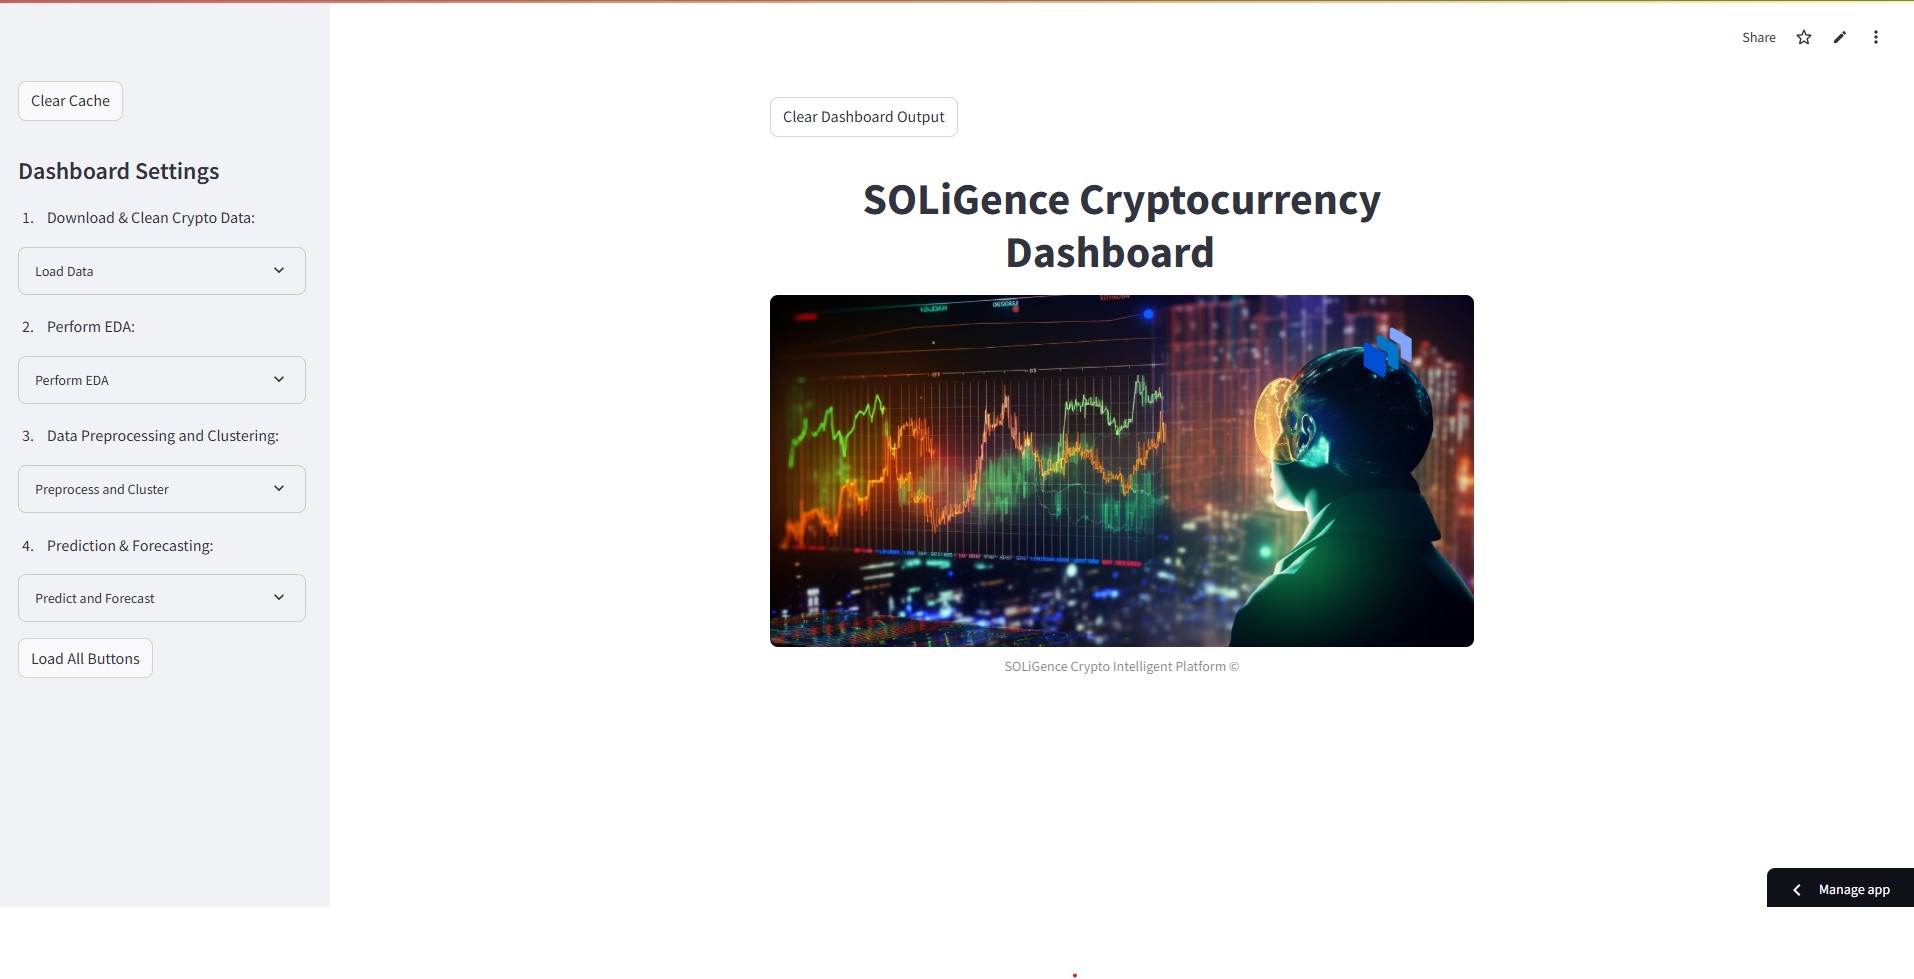 Share
Clear Cache
Clear Dashboard Output
Dashboard Settings
1. Download & Clean Crypto Data:
Load Data
2. Perform EDA:
Perform EDA
3. Data Preprocessing and Clustering:
Preprocess and Cluster
4. Prediction & Forecasting:
Predict and Forecast
Load All Buttons
SOLiGence Cryptocurrency
Dashboard
SOLiGence Crypto Intelligent Platform ©
Manage app